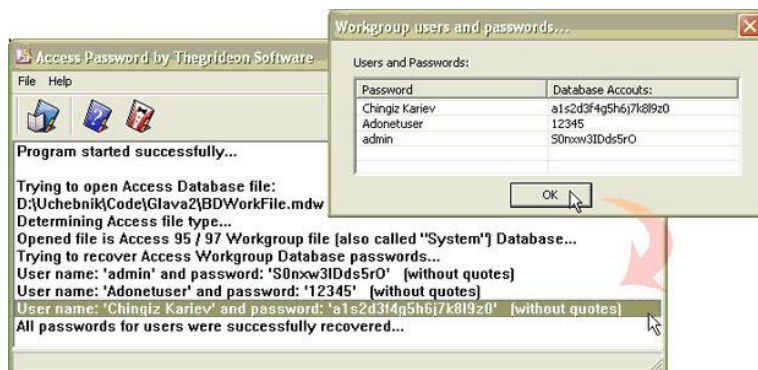 Workgroup users and passwords...
Users and Passwords:
Password Database Accouts:
Chingiz Kariev a1s2d3f4g5h6j7k8l9z0
Adonetuser 12345
admin S0nxw3IDds5rO
OK
Access Password by Thegrideon Software
File Help
Program started successfully...
Trying to open Access Database file:
D:\Uchebnik\Code\Glava2\BDWorkFile.mdw
Determining Access file type...
Opened file is Access 95 / 97 Workgroup file (also called "System") Database...
Trying to recover Access Workgroup Database passwords...
User name: 'admin' and password: 'S0nxw3IDds5rO' (without quotes)
User name: 'Adonetuser' and password: '12345' (without quotes)
User name: 'Chingiz Kariev' and password: 'a1s2d3f4g5h6j7k8l9z0' (without quotes)
All passwords for users were successfully recovered...